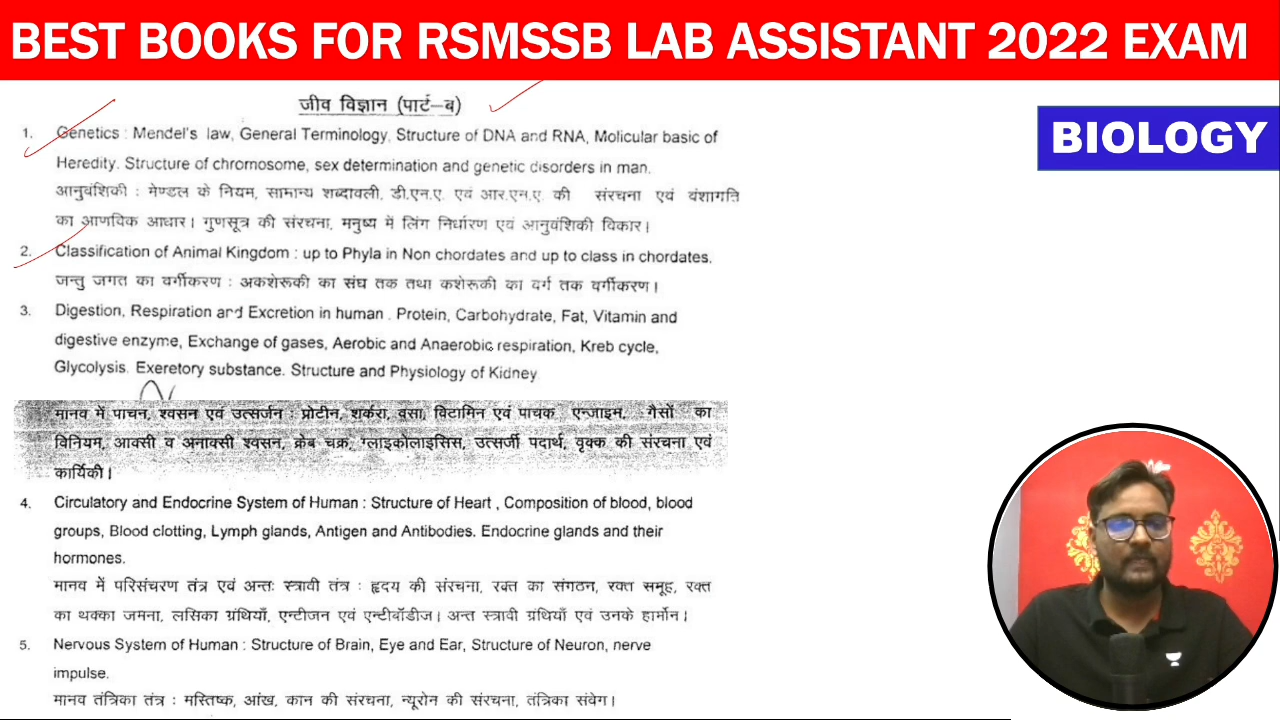 BEST BOOKS FOR RSMSSB LAB ASSISTANT 2022 EXAM
जीव विज्ञान (पार्ट–ब)
BIOLOGY
1. Genetics : Mendel's law, General Terminology, Structure of DNA and RNA, Molicular basic of
Heredity. Structure of chromosome, sex determination and genetic disorders in man.
आनुवंशिकी : मेण्डल के नियम, सामान्य शब्दावली, डी.एन.ए. एवं आर.एन.ए. की संरचना एवं वंशागति
का आणविक आधार। गुणसूत्र की संरचना, मनुष्य में लिंग निर्धारण एवं आनुवंशिकी विकार।
2. Classification of Animal Kingdom : up to Phyla in Non chordates and up to class in chordates.
जन्तु जगत का वर्गीकरण : अकशेरूकी का संघ तक तथा कशेरूकी का वर्ग तक वर्गीकरण।
3. Digestion, Respiration and Excretion in human . Protein, Carbohydrate, Fat, Vitamin and
digestive enzyme, Exchange of gases, Aerobic and Anaerobic respiration, Kreb cycle,
Glycolysis. Exeretory substance. Structure and Physiology of Kidney
मानव में पाचन, श्वसन एवं उत्सर्जन : प्रोटीन, शर्करा, वसा, विटामिन एवं पाचक एन्जाइम, गैसों का
विनियम, आक्सी व अनाक्सी श्वसन, क्रेब चक्र, ग्लाइकोलाइसिस, उत्सर्जी पदार्थ, वृक्क की संरचना एवं
कार्यिकी।
4. Circulatory and Endocrine System of Human : Structure of Heart , Composition of blood, blood
groups, Blood clotting, Lymph glands, Antigen and Antibodies. Endocrine glands and their
hormones.
मानव में परिसंचरण तंत्र एवं अन्तः स्त्रावी तंत्र : हृदय की संरचना, रक्त का संगठन, रक्त समूह, रक्त
का थक्का जमना, लसिका ग्रंथियाँ, एन्टीजन एवं एन्टीबॉडीज। अन्त स्त्रावी ग्रंथियाँ एवं उनके हार्मोन।
5. Nervous System of Human : Structure of Brain, Eye and Ear, Structure of Neuron, nerve
impulse.
मानव तंत्रिका तंत्र : मस्तिष्क, आंख, कान की संरचना, न्यूरोन की संरचना, तंत्रिका संवेग।